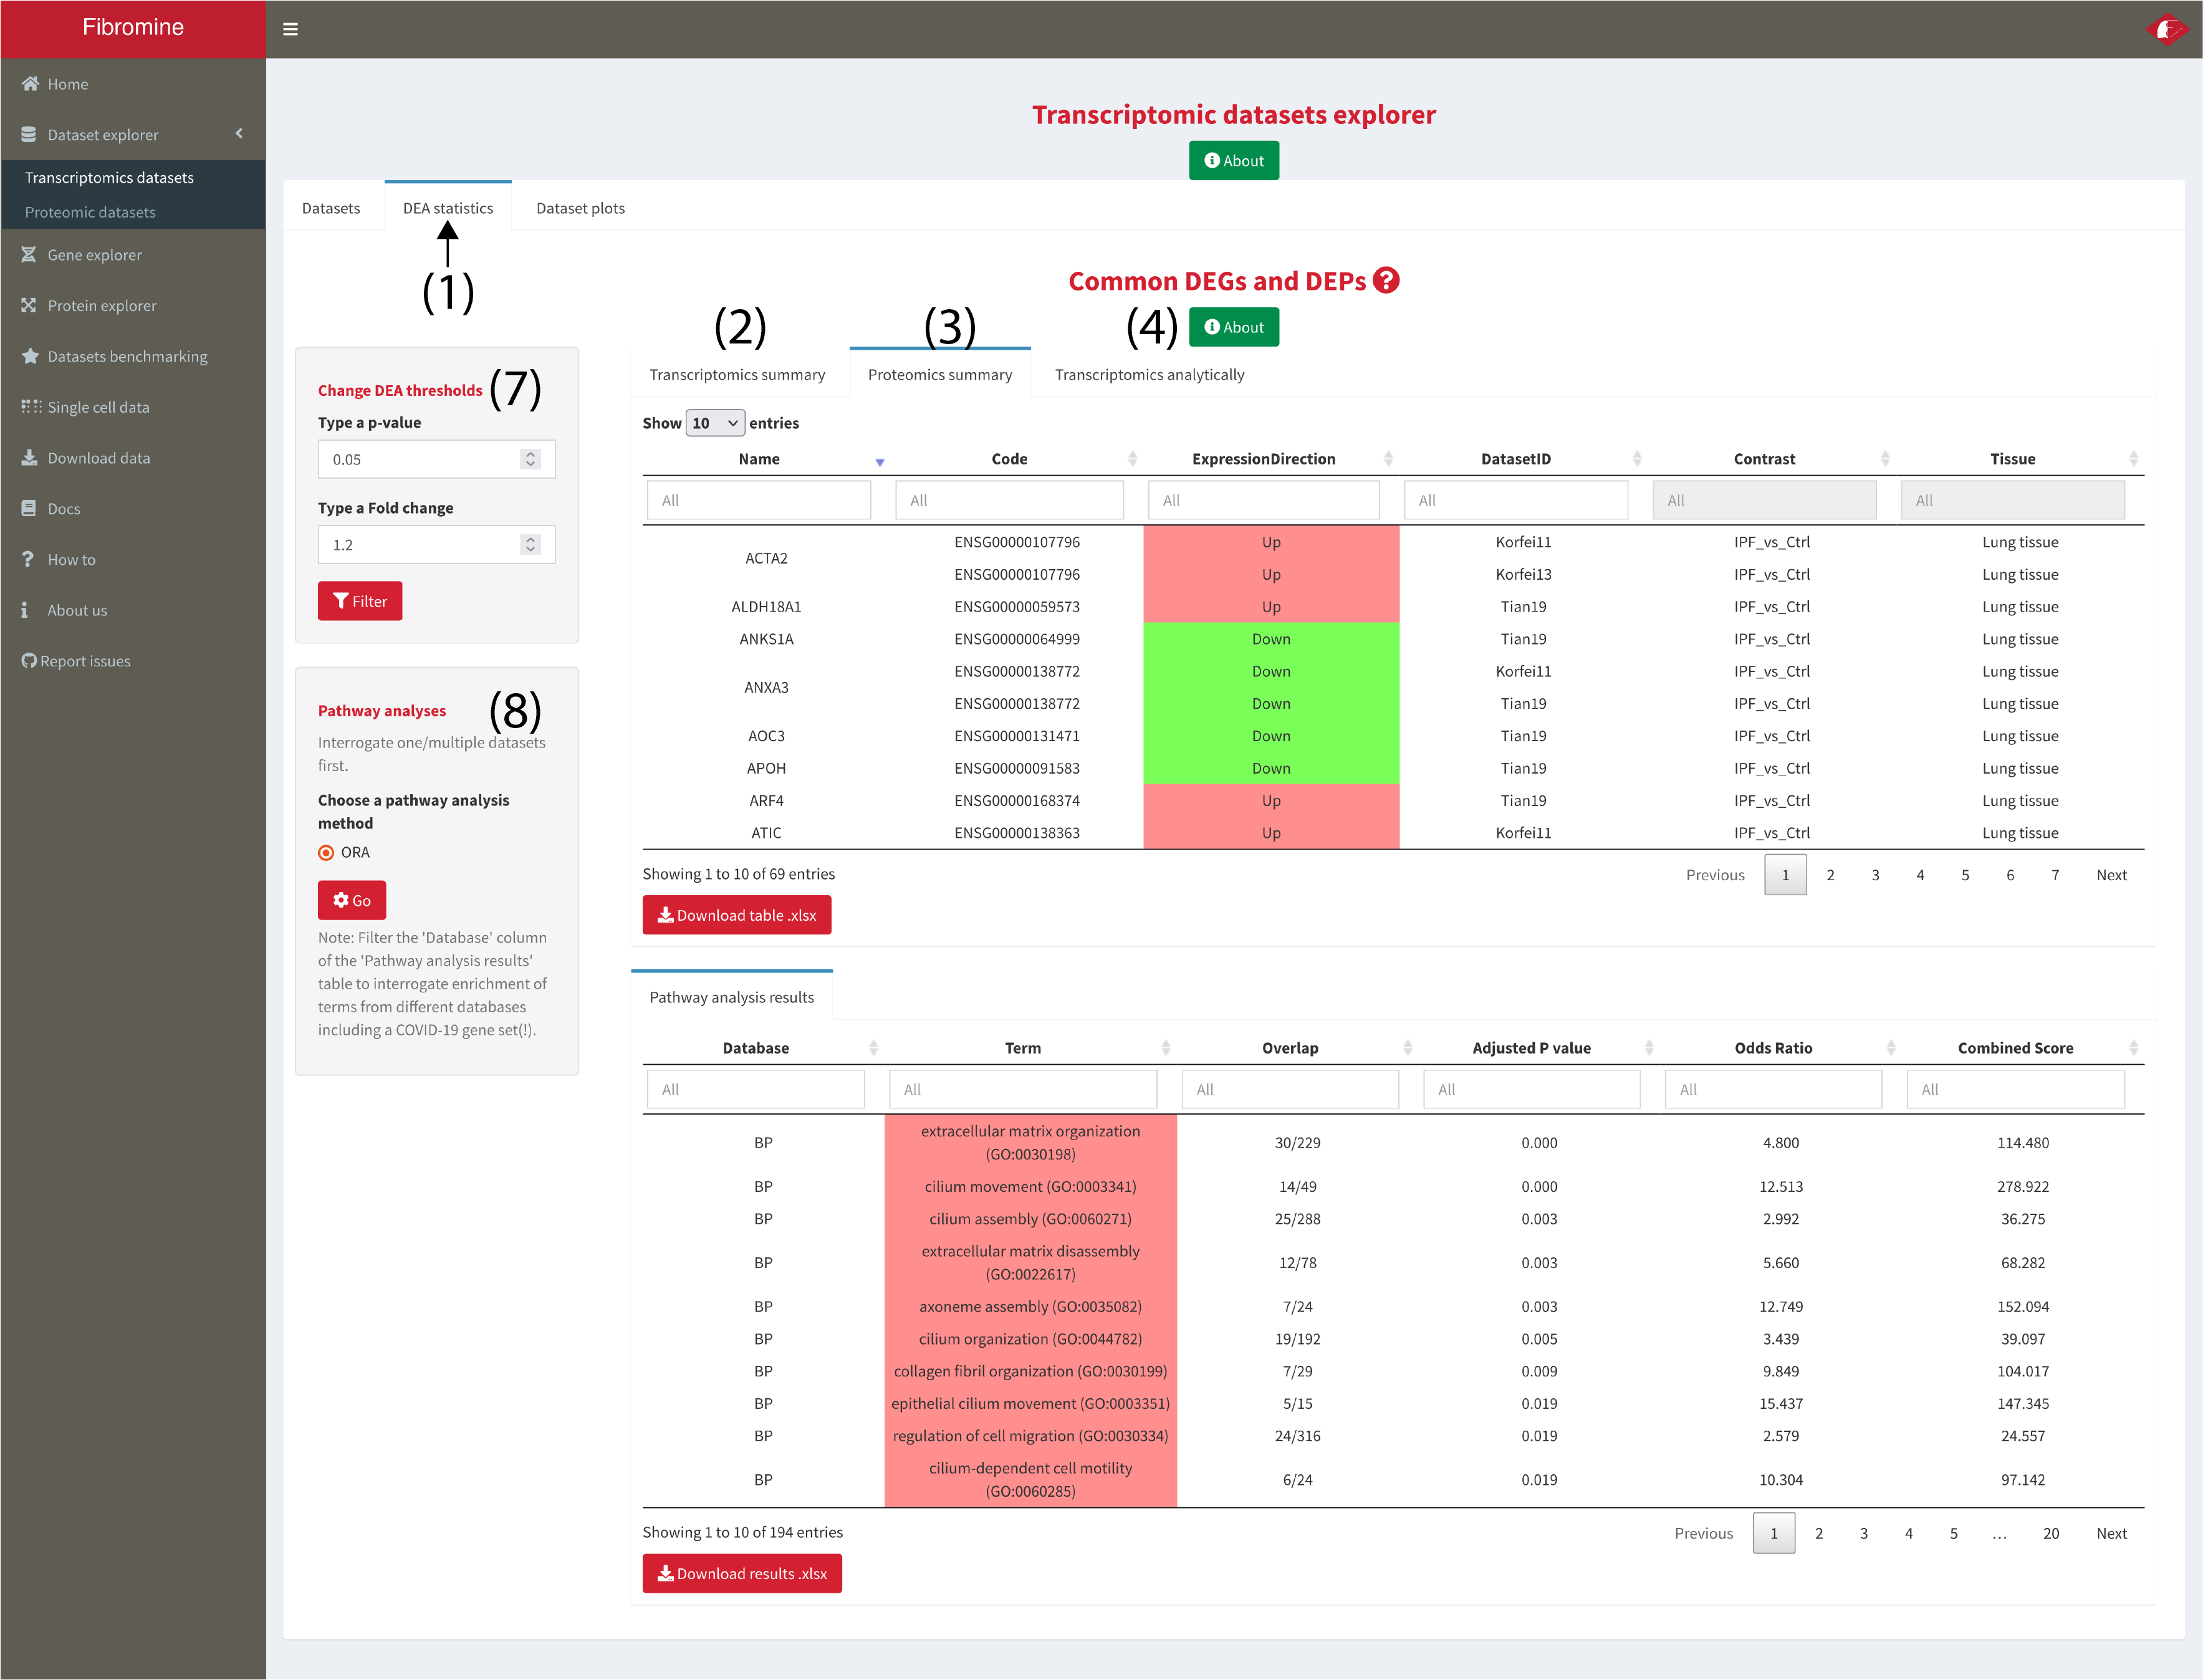 Fibromine
Home
Dataset explorer
Transcriptomics datasets
Proteomic datasets
Gene explorer
Protein explorer
Datasets benchmarking
Single cell data
Download data
Docs
How to
About us
Report issues
Transcriptomic datasets explorer
About
Datasets DEA statistics Dataset plots
(1)
Common DEGs and DEPs ?
About
(2) (3) (4)
Change DEA thresholds (7)
Type a p-value
0.05
Type a Fold change
1.2
Filter
Pathway analyses (8)
Interrogate one/multiple datasets
first.
Choose a pathway analysis
method
ORA
Go
Note: Filter the 'Database' column
of the 'Pathway analysis results'
table to interrogate enrichment of
terms from different databases
including a COVID-19 gene set(!).
Transcriptomics summary Proteomics summary Transcriptomics analytically
Show 10 entries
Name Code ExpressionDirection DatasetID Contrast Tissue
All All All All All All
ACTA2 ENSG00000107796 Up Korfei11 IPF_vs_Ctrl Lung tissue
ENSG00000107796 Up Korfei13 IPF_vs_Ctrl Lung tissue
ALDH18A1 ENSG00000059573 Up Tian19 IPF_vs_Ctrl Lung tissue
ANKS1A ENSG00000064999 Down Tian19 IPF_vs_Ctrl Lung tissue
ANXA3 ENSG00000138772 Down Korfei11 IPF_vs_Ctrl Lung tissue
ENSG00000138772 Down Tian19 IPF_vs_Ctrl Lung tissue
AOC3 ENSG00000131471 Down Tian19 IPF_vs_Ctrl Lung tissue
APOH ENSG00000091583 Down Tian19 IPF_vs_Ctrl Lung tissue
ARF4 ENSG00000168374 Up Tian19 IPF_vs_Ctrl Lung tissue
ATIC ENSG00000138363 Up Korfei11 IPF_vs_Ctrl Lung tissue
Showing 1 to 10 of 69 entries
Previous 1 2 3 4 5 6 7 Next
Download table .xlsx
Pathway analysis results
Database Term Overlap Adjusted P value Odds Ratio Combined Score
All All All All All All
BP extracellular matrix organization
(GO:0030198) 30/229 0.000 4.800 114.480
BP cilium movement (GO:0003341) 14/49 0.000 12.513 278.922
BP cilium assembly (GO:0060271) 25/288 0.003 2.992 36.275
BP extracellular matrix disassembly
(GO:0022617) 12/78 0.003 5.660 68.282
BP axoneme assembly (GO:0035082) 7/24 0.003 12.749 152.094
BP cilium organization (GO:0044782) 19/192 0.005 3.439 39.097
BP collagen fibril organization (GO:0030199) 7/29 0.009 9.849 104.017
BP epithelial cilium movement (GO:0003351) 5/15 0.019 15.437 147.345
BP regulation of cell migration (GO:0030334) 24/316 0.019 2.579 24.557
BP cilium-dependent cell motility
(GO:0060285) 6/24 0.019 10.304 97.142
Showing 1 to 10 of 194 entries
Previous 1 2 3 4 5 ... 20 Next
Download results .xlsx